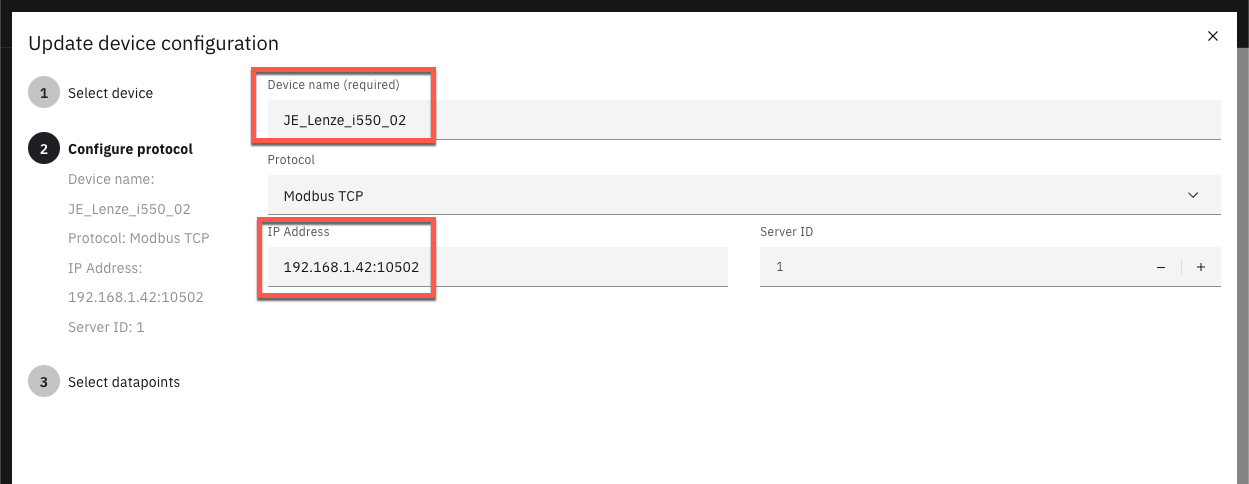 Update device configuration
1 Select device
2 Configure protocol
Device name:
JE_Lenze_i550_02
Protocol: Modbus TCP
IP Address:
192.168.1.42:10502
Server ID: 1
3 Select datapoints
Device name (required)
JE_Lenze_i550_02
Protocol
Modbus TCP
IP Address
192.168.1.42:10502
Server ID
1